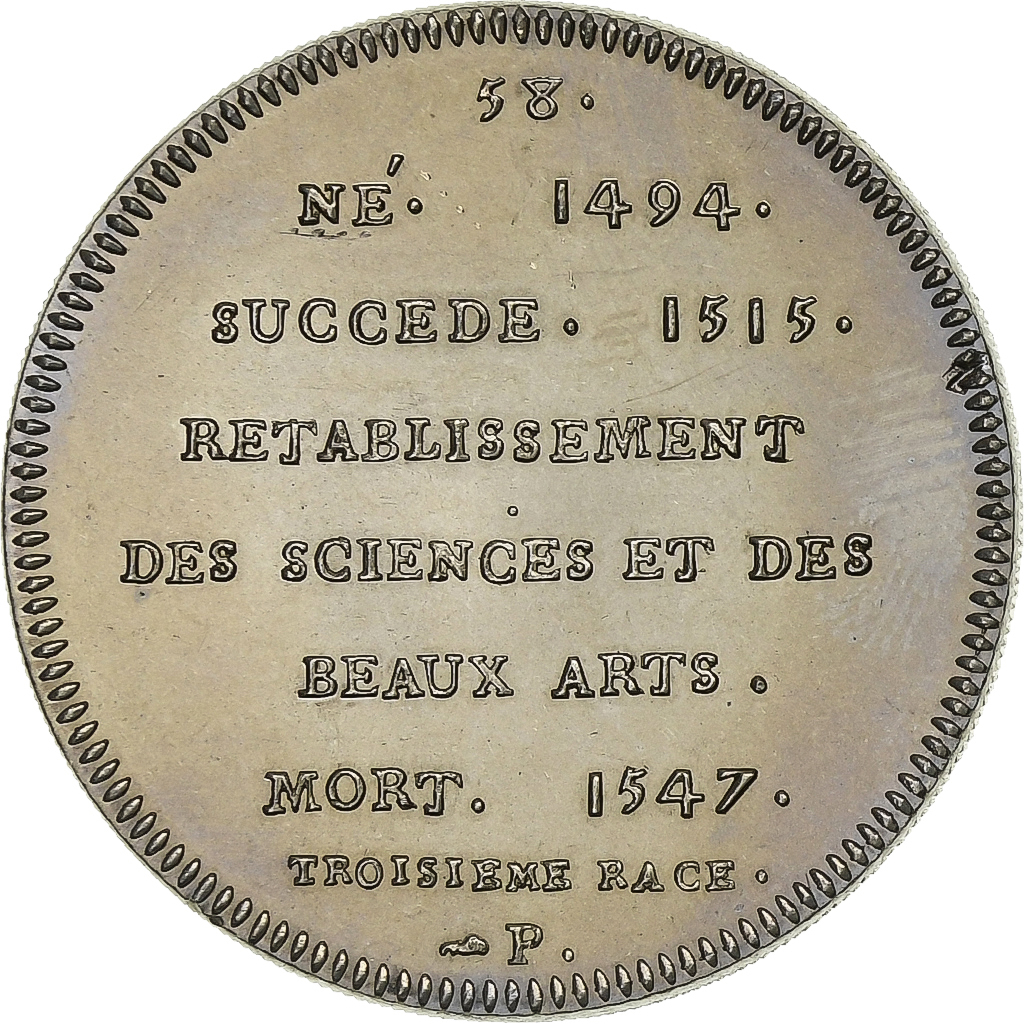 58.
NÉ. 1494.
SUCCEDE. 1515.
RETABLISSEMENT
DES SCIENCES ET DES
BEAUX ARTS.
MORT. 1547.
TROISIEME RACE.
P.